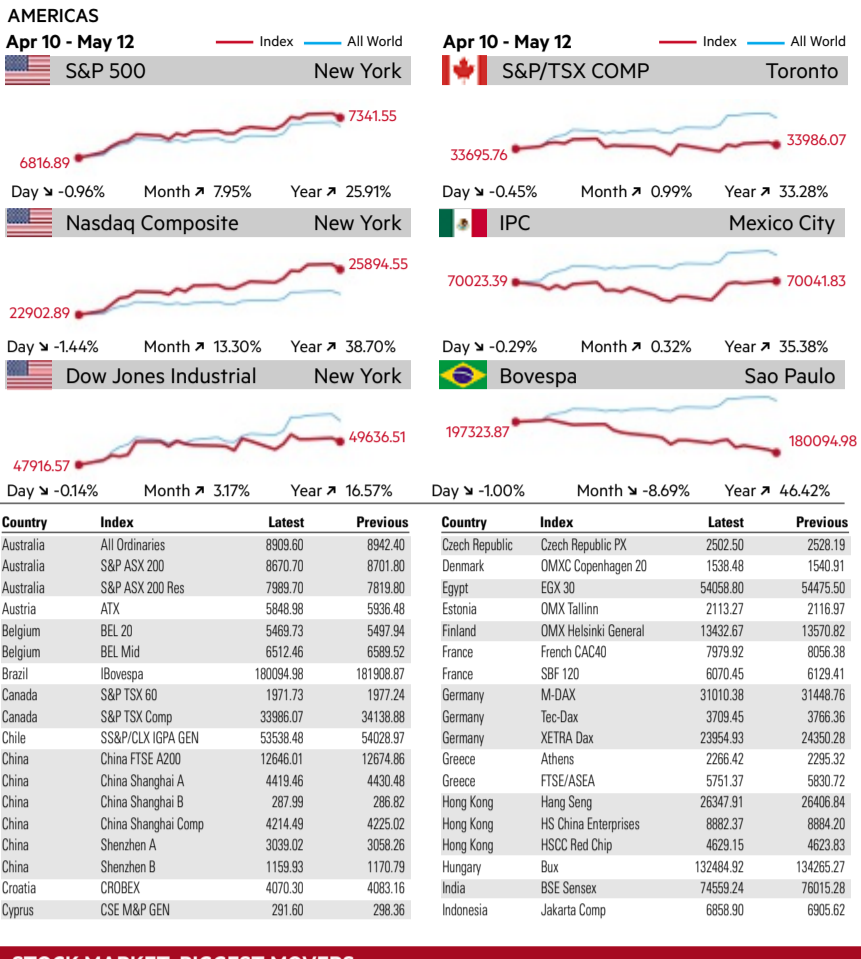 AMERICAS
Apr 10 - May 12 Index All World
S&P 500 New York
6816.89 7341.55
Day ↘ -0.96% Month ↗ 7.95% Year ↗ 25.91%
Nasdaq Composite New York
22902.89 25894.55
Day ↘ -1.44% Month ↗ 13.30% Year ↗ 38.70%
Dow Jones Industrial New York
47916.57 49636.51
Day ↘ -0.14% Month ↗ 3.17% Year ↗ 16.57%
Apr 10 - May 12 Index All World
S&P/TSX COMP Toronto
33695.76 33986.07
Day ↘ -0.45% Month ↗ 0.99% Year ↗ 33.28%
IPC Mexico City
70023.39 70041.83
Day ↘ -0.29% Month ↗ 0.32% Year ↗ 35.38%
Bovespa Sao Paulo
197323.87 180094.98
Day ↘ -1.00% Month ↘ -8.69% Year ↗ 46.42%
Country Index Latest Previous
Australia All Ordinaries 8909.60 8942.40
Australia S&P ASX 200 8670.70 8701.80
Australia S&P ASX 200 Res 7989.70 7819.80
Austria ATX 5848.98 5936.48
Belgium BEL 20 5469.73 5497.94
Belgium BEL Mid 6512.46 6589.52
Brazil IBovespa 180094.98 181908.87
Canada S&P TSX 60 1971.73 1977.24
Canada S&P TSX Comp 33986.07 34138.88
Chile SS&P/CLX IGPA GEN 53538.48 54028.97
China China FTSE A200 12646.01 12674.86
China China Shanghai A 4419.46 4430.48
China China Shanghai B 287.99 286.82
China China Shanghai Comp 4214.49 4225.02
China Shenzhen A 3039.02 3058.26
China Shenzhen B 1159.93 1170.79
Croatia CROBEX 4070.30 4083.16
Cyprus CSE M&P GEN 291.60 298.36
Country Index Latest Previous
Czech Republic Czech Republic PX 2502.50 2528.19
Denmark OMXC Copenhagen 20 1538.48 1540.91
Egypt EGX 30 54058.80 54475.50
Estonia OMX Tallinn 2113.27 2116.97
Finland OMX Helsinki General 13432.67 13570.82
France French CAC40 7979.92 8056.38
France SBF 120 6070.45 6129.41
Germany M-DAX 31010.38 31448.76
Germany Tec-Dax 3709.45 3766.36
Germany XETRA Dax 23954.93 24350.28
Greece Athens 2266.42 2295.32
Greece FTSE/ASEA 5751.37 5830.72
Hong Kong Hang Seng 26347.91 26406.84
Hong Kong HS China Enterprises 8882.37 8884.20
Hong Kong HSCC Red Chip 4629.15 4623.83
Hungary Bux 132484.92 134265.27
India BSE Sensex 74559.24 76015.28
Indonesia Jakarta Comp 6858.90 6905.62
STOCK MARKET: BIGGEST MOVERS